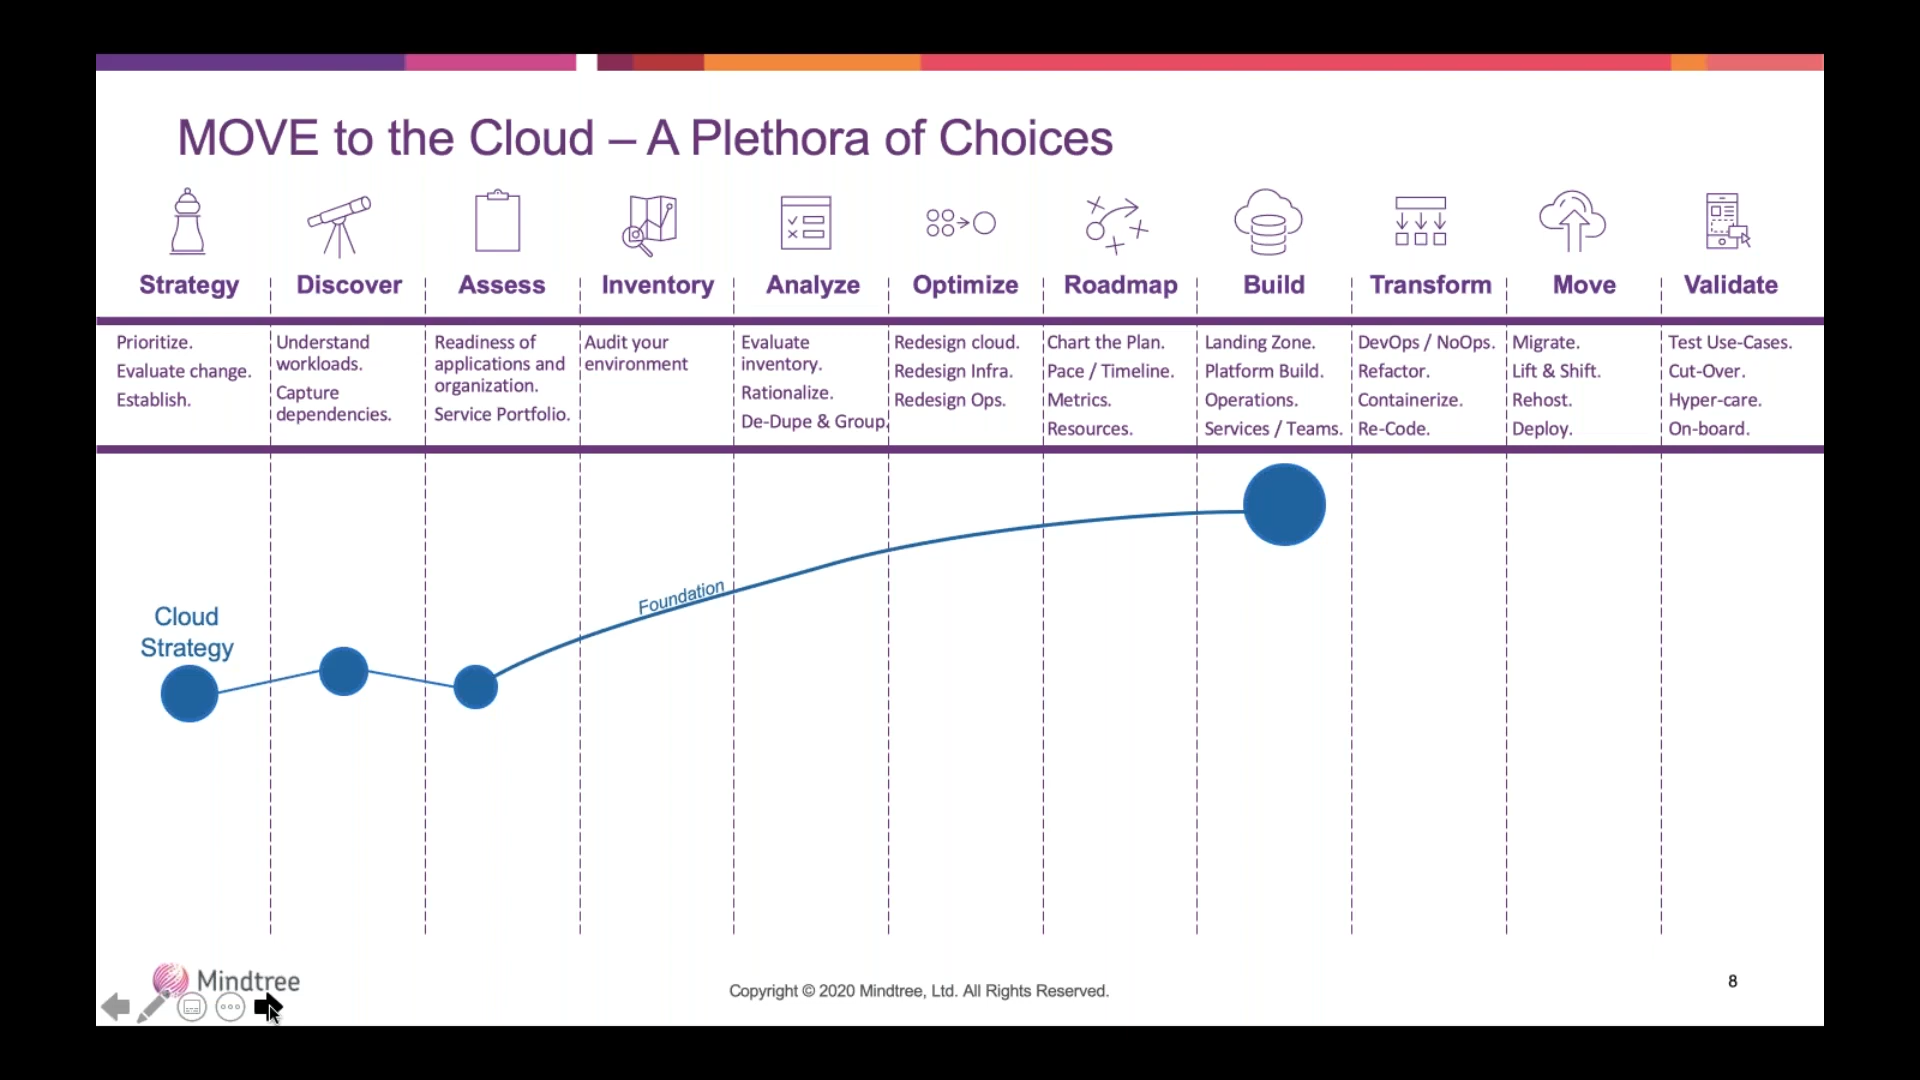 MOVE to the Cloud – A Plethora of Choices
Strategy
Discover
Assess
Inventory
Analyze
Optimize
Roadmap
Build
Transform
Move
Validate
Prioritize.
Evaluate change.
Establish.
Understand
workloads.
Capture
dependencies.
Readiness of
applications and
organization.
Service Portfolio.
Audit your
environment
Evaluate
inventory.
Rationalize.
De-Dupe & Group.
Redesign cloud.
Redesign Infra.
Redesign Ops.
Chart the Plan.
Pace / Timeline.
Metrics.
Resources.
Landing Zone.
Platform Build.
Operations.
Services / Teams.
DevOps / NoOps.
Refactor.
Containerize.
Re-Code.
Migrate.
Lift & Shift.
Rehost.
Deploy.
Test Use-Cases.
Cut-Over.
Hyper-care.
On-board.
Foundation
Cloud
Strategy
Mindtree
Copyright © 2020 Mindtree, Ltd. All Rights Reserved.
8